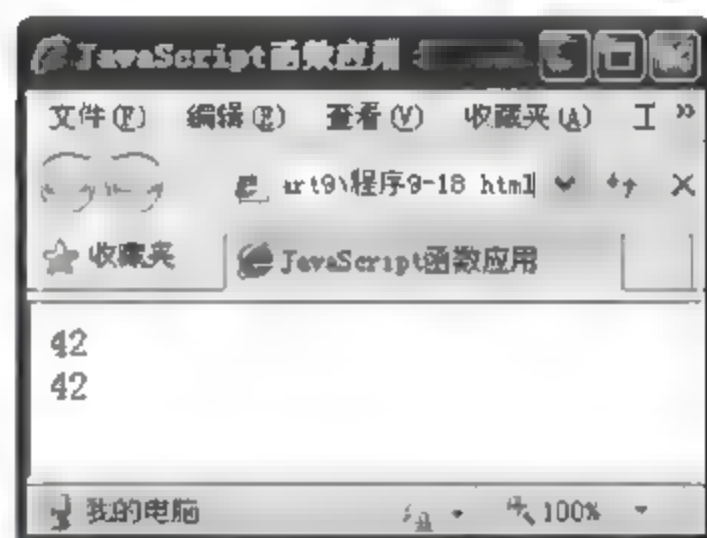 JavaScript函数应用
文件(F) 编辑(E) 查看(V) 收藏夹(A) 工 »
art9\程序9-18 html
收藏夹 JavaScript函数应用
42
42
我的电脑 100%